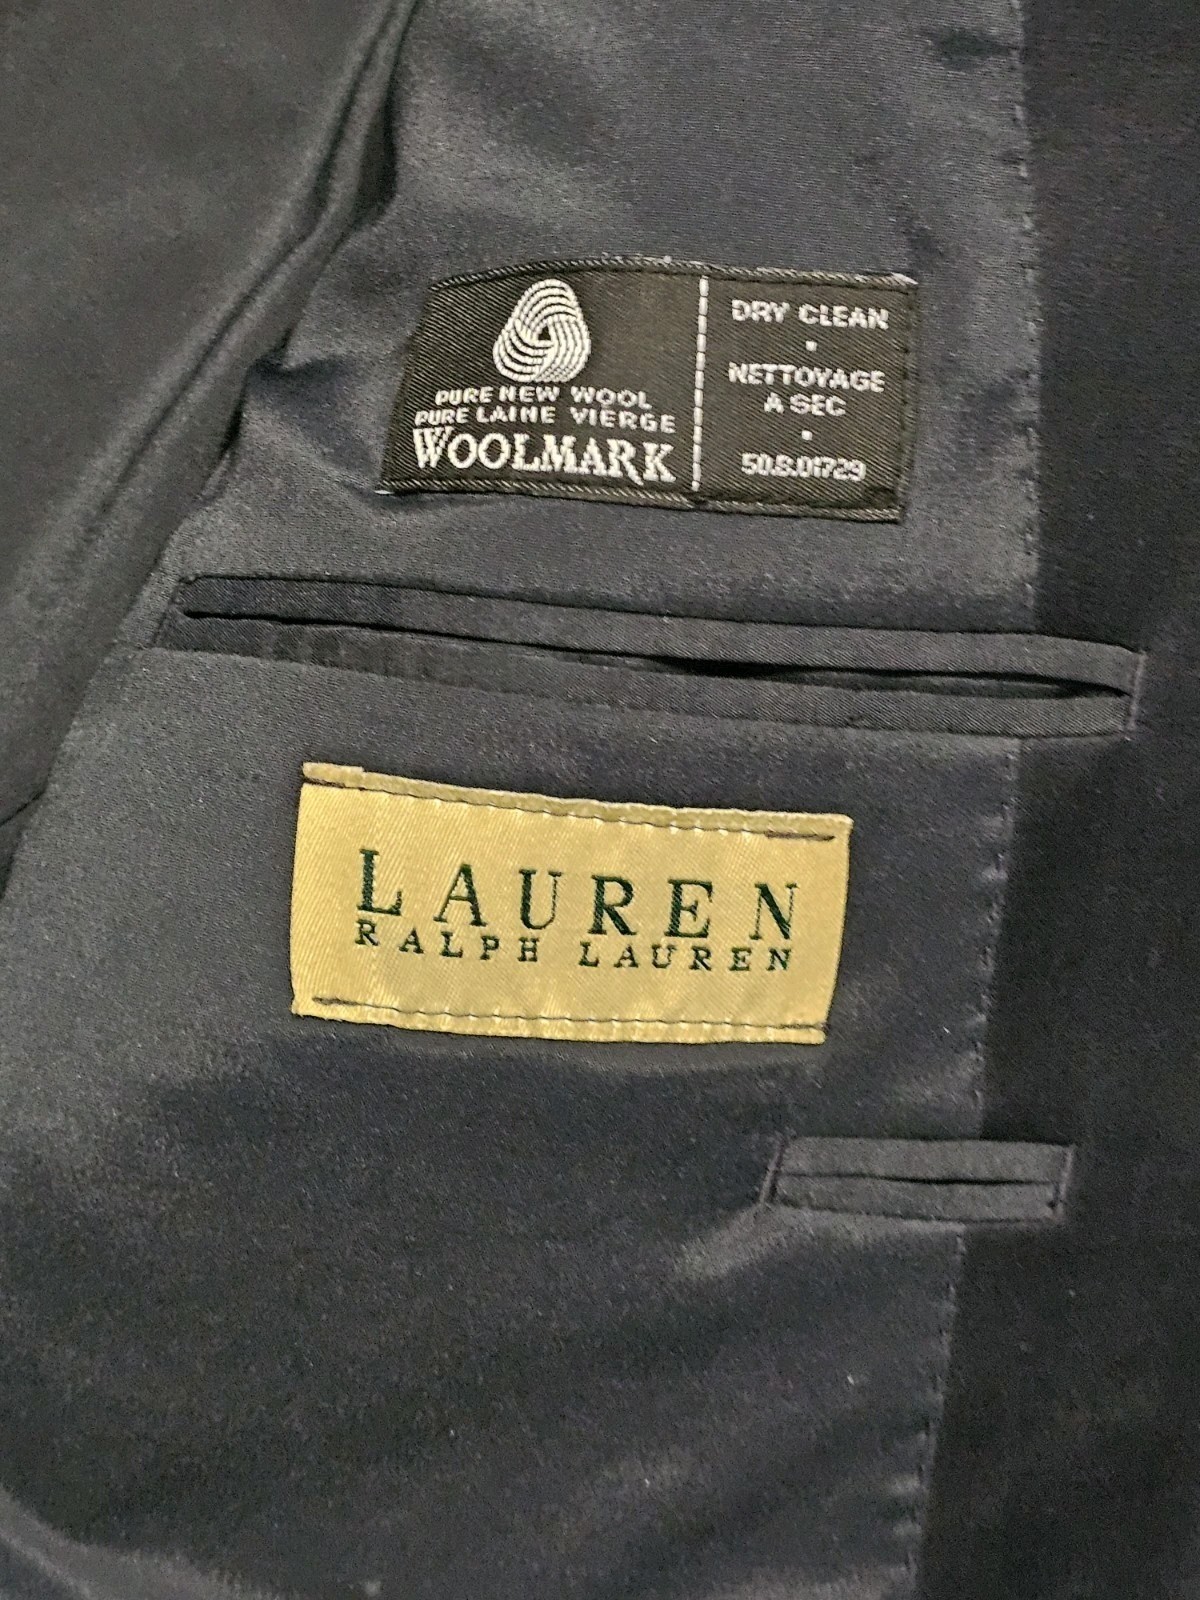 PURE NEW WOOL
PURE LAINE VIERGE
WOOLMARK
DRY CLEAN
•
NETTOYAGE
A SEC
•
50.8.01729
LAUREN
RALPH LAUREN